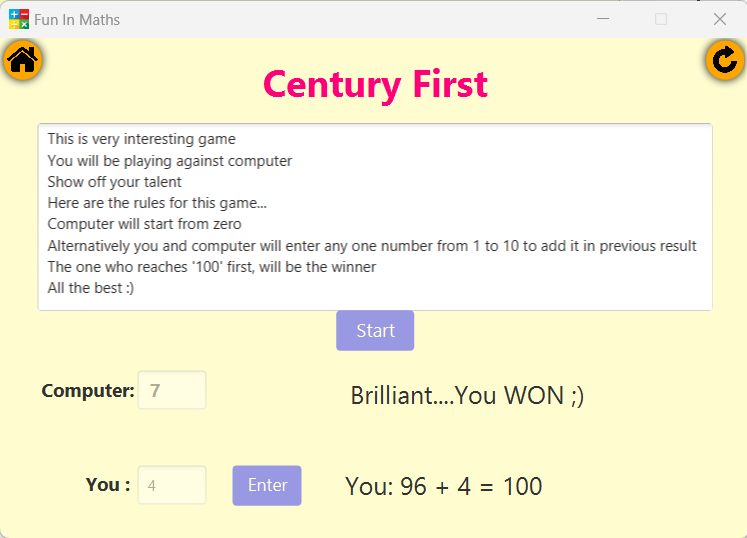 Fun In Maths
Century First
This is very interesting game
You will be playing against computer
Show off your talent
Here are the rules for this game...
Computer will start from zero
Alternatively you and computer will enter any one number from 1 to 10 to add it in previous result
The one who reaches '100' first, will be the winner
All the best :)
Start
Computer: 7
Brilliant....You WON ;)
You : 4
Enter
You: 96 + 4 = 100